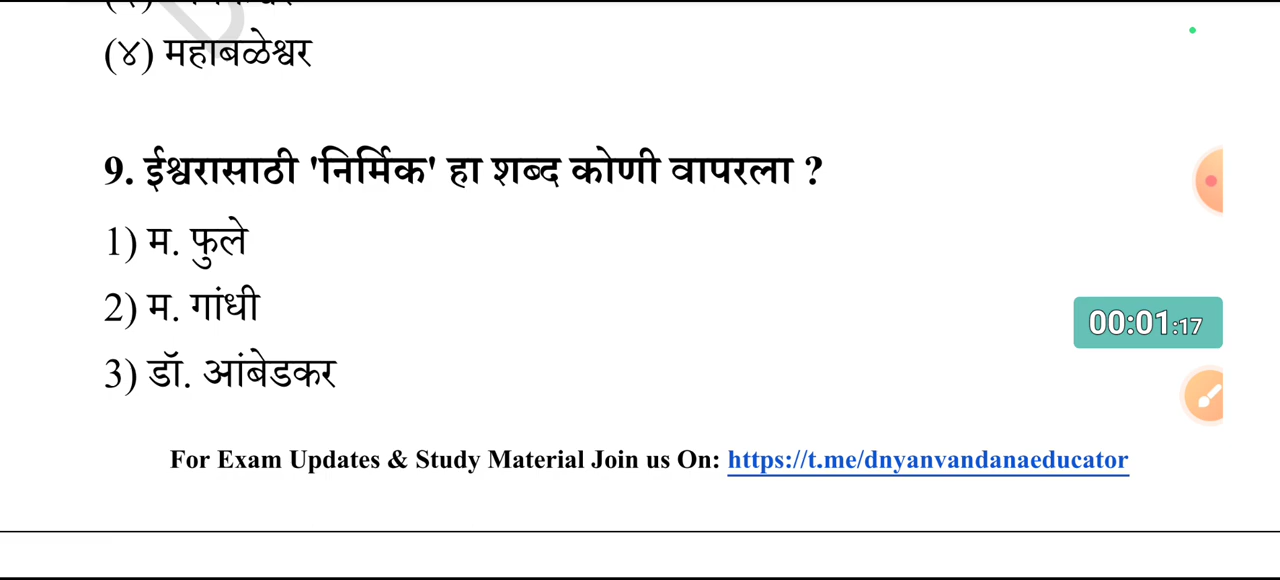 (४) महाबळेश्वर
9. ईश्वरासाठी 'निर्मिक' हा शब्द कोणी वापरला ?
1) म. फुले
2) म. गांधी
00:01:17
3) डॉ. आंबेडकर
For Exam Updates & Study Material Join us On: https://t.me/dnyanvandanaeducator